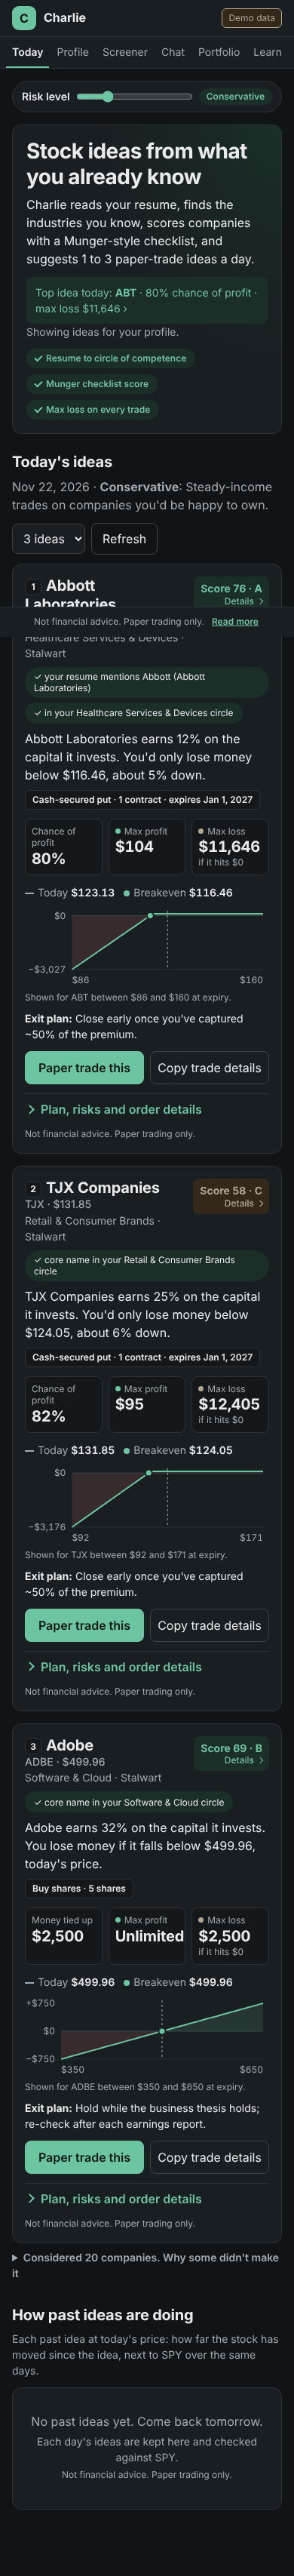 C Charlie Demo data
Today Profile Screener Chat Portfolio Learn
Risk level Conservative
Stock ideas from what
you already know
Charlie reads your resume, finds the
industries you know, scores companies
with a Munger-style checklist, and
suggests 1 to 3 paper-trade ideas a day.
Top idea today: ABT · 80% chance of profit ·
max loss $11,646 ›
Showing ideas for your profile.
✓ Resume to circle of competence
✓ Munger checklist score
✓ Max loss on every trade
Today's ideas
Nov 22, 2026 · Conservative: Steady-income
trades on companies you'd be happy to own.
3 ideas Refresh
1 Abbott
Laboratories
Score 76 · A
Details ›
Not financial advice. Paper trading only. Read more
Healthcare Services & Devices ·
Stalwart
✓ your resume mentions Abbott (Abbott
Laboratories)
✓ in your Healthcare Services & Devices circle
Abbott Laboratories earns 12% on the
capital it invests. You'd only lose money
below $116.46, about 5% down.
Cash-secured put · 1 contract · expires Jan 1, 2027
Chance of
profit
80%
Max profit
$104
Max loss
$11,646
if it hits $0
Today $123.13 Breakeven $116.46
$0
−$3,027
$86 $160
Shown for ABT between $86 and $160 at expiry.
Exit plan: Close early once you've captured
~50% of the premium.
Paper trade this Copy trade details
› Plan, risks and order details
Not financial advice. Paper trading only.
2 TJX Companies
TJX · $131.85
Retail & Consumer Brands ·
Stalwart
Score 58 · C
Details ›
✓ core name in your Retail & Consumer Brands
circle
TJX Companies earns 25% on the capital
it invests. You'd only lose money below
$124.05, about 6% down.
Cash-secured put · 1 contract · expires Jan 1, 2027
Chance of
profit
82%
Max profit
$95
Max loss
$12,405
if it hits $0
Today $131.85 Breakeven $124.05
$0
−$3,176
$92 $171
Shown for TJX between $92 and $171 at expiry.
Exit plan: Close early once you've captured
~50% of the premium.
Paper trade this Copy trade details
› Plan, risks and order details
Not financial advice. Paper trading only.
3 Adobe
ADBE · $499.96
Software & Cloud · Stalwart
Score 69 · B
Details ›
✓ core name in your Software & Cloud circle
Adobe earns 32% on the capital it invests.
You lose money if it falls below $499.96,
today's price.
Buy shares · 5 shares
Money tied up
$2,500
Max profit
Unlimited
Max loss
$2,500
if it hits $0
Today $499.96 Breakeven $499.96
+$750
$0
−$750
$350 $650
Shown for ADBE between $350 and $650 at expiry.
Exit plan: Hold while the business thesis holds;
re-check after each earnings report.
Paper trade this Copy trade details
› Plan, risks and order details
Not financial advice. Paper trading only.
▶ Considered 20 companies. Why some didn't make
it
How past ideas are doing
Each past idea at today's price: how far the stock has
moved since the idea, next to SPY over the same
days.
No past ideas yet. Come back tomorrow.
Each day's ideas are kept here and checked
against SPY.
Not financial advice. Paper trading only.